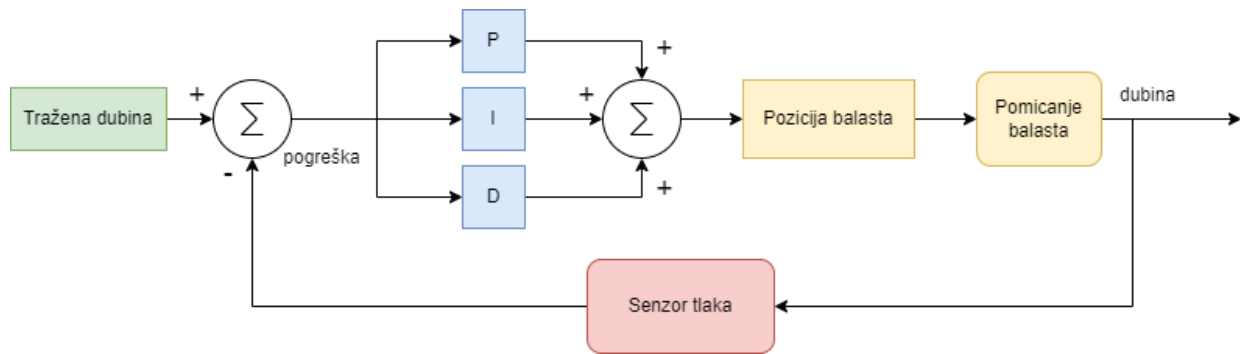 P
+
Tražena dubina
+
∑
I
+
∑
Pozicija balasta
Pomicanje
balasta
dubina
-
pogreška
D
+
Senzor tlaka